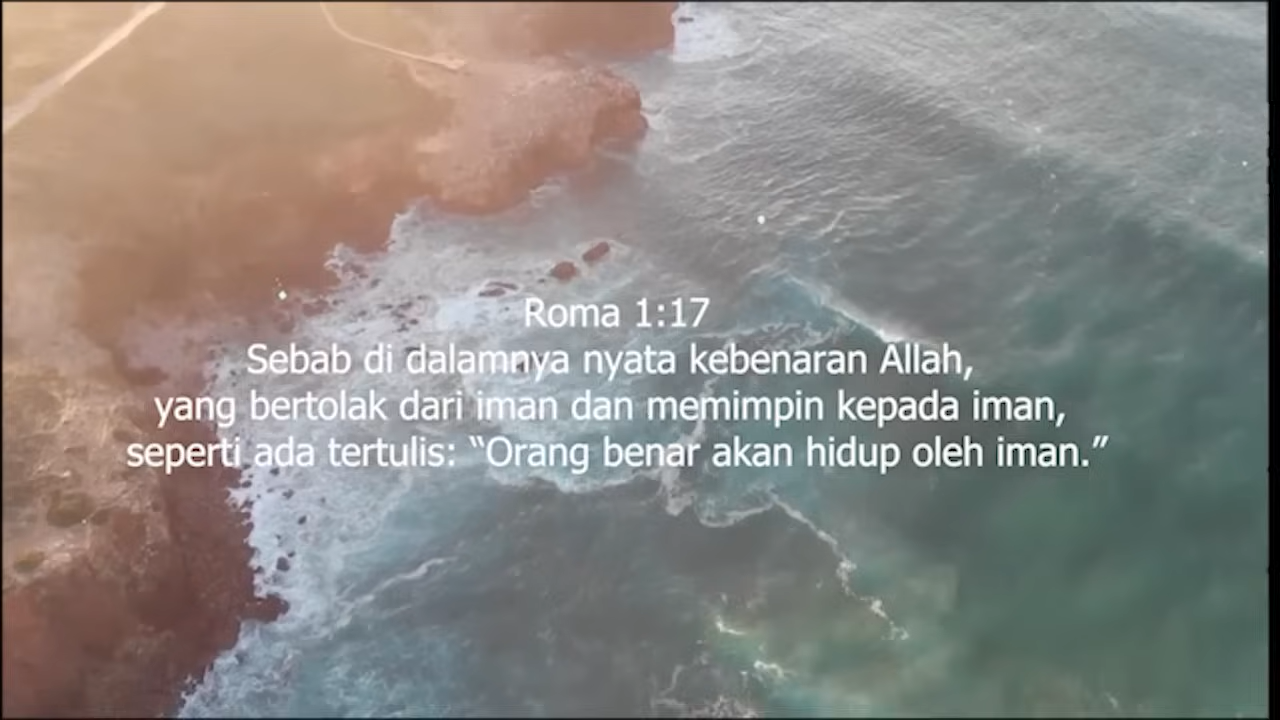 Roma 1:17
Sebab di dalamnya nyata kebenaran Allah,
yang bertolak dari iman dan memimpin kepada iman,
seperti ada tertulis: “Orang benar akan hidup oleh iman.”